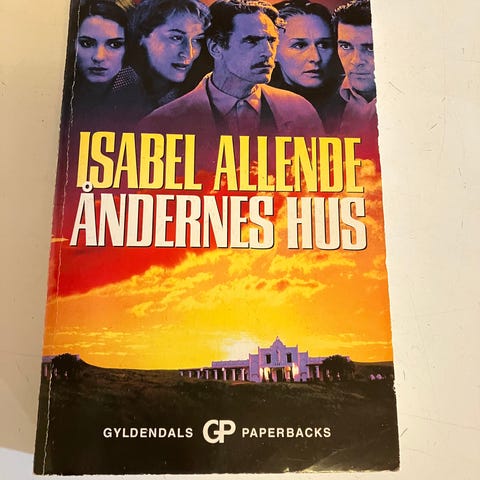 ISABEL ALLENDE
ÅNDERNES HUS
GYLDENDALS GP PAPERBACKS